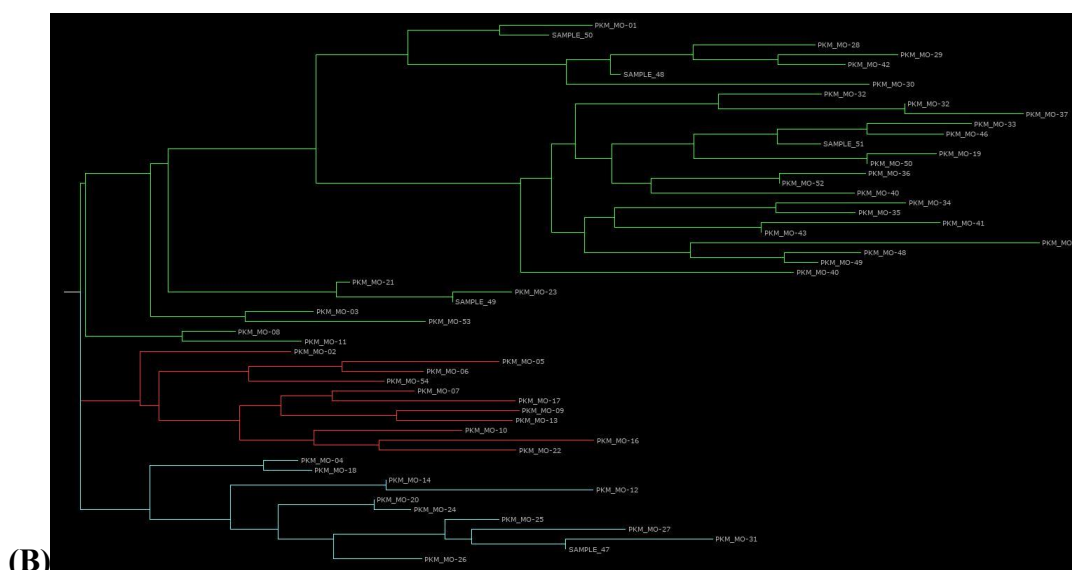 PKM_MO-01
SAMPLE_50
PKM_MO-28
PKM_MO-29
PKM_MO-42
SAMPLE_48
PKM_MO-30
PKM_MO-32
PKM_MO-32
PKM_MO-37
PKM_MO-33
PKM_MO-46
SAMPLE_51
PKM_MO-19
PKM_MO-50
PKM_MO-36
PKM_MO-52
PKM_MO-40
PKM_MO-34
PKM_MO-35
PKM_MO-41
PKM_MO-43
PKM_MO
PKM_MO-48
PKM_MO-49
PKM_MO-40
PKM_MO-21
PKM_MO-23
SAMPLE_49
PKM_MO-03
PKM_MO-53
PKM_MO-08
PKM_MO-11
PKM_MO-02
PKM_MO-05
PKM_MO-06
PKM_MO-54
PKM_MO-07
PKM_MO-17
PKM_MO-09
PKM_MO-13
PKM_MO-10
PKM_MO-16
PKM_MO-22
PKM_MO-04
PKM_MO-18
PKM_MO-14
PKM_MO-12
PKM_MO-20
PKM_MO-24
PKM_MO-25
PKM_MO-27
PKM_MO-31
SAMPLE_47
PKM_MO-26
(B)